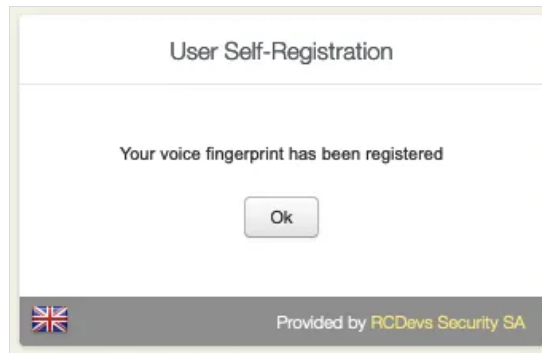 User Self-Registration
Your voice fingerprint has been registered
Ok
Provided by RCDevs Security SA